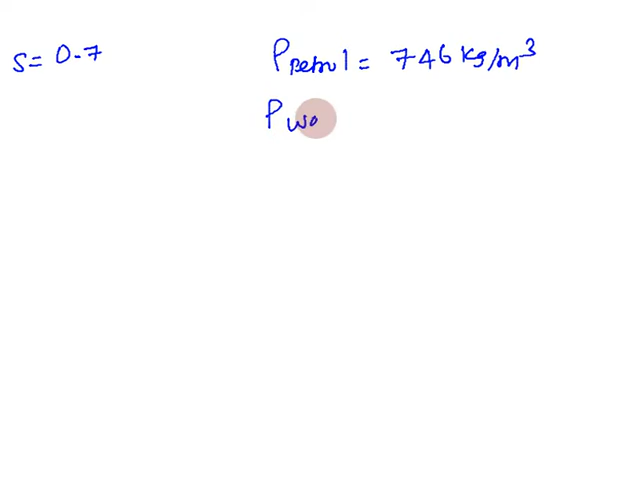 S = 0.7
ρpetrol = 746 kg/m³
ρwa